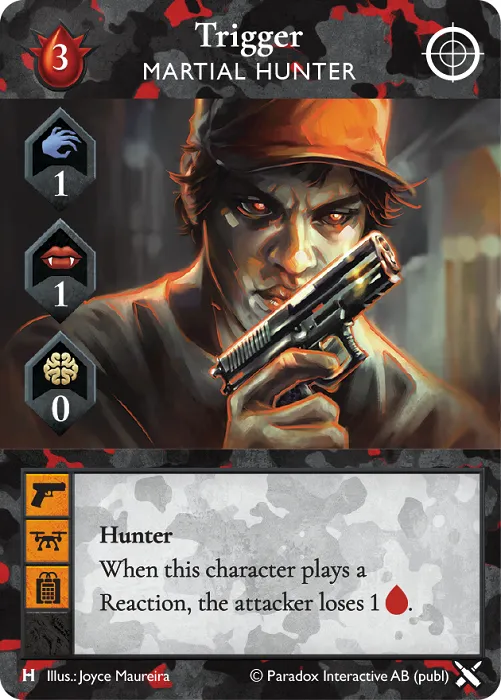 3
Trigger
MARTIAL HUNTER
1
1
0
Hunter
When this character plays a
Reaction, the attacker loses 1 .
H Illus.: Joyce Maureira © Paradox Interactive AB (publ)